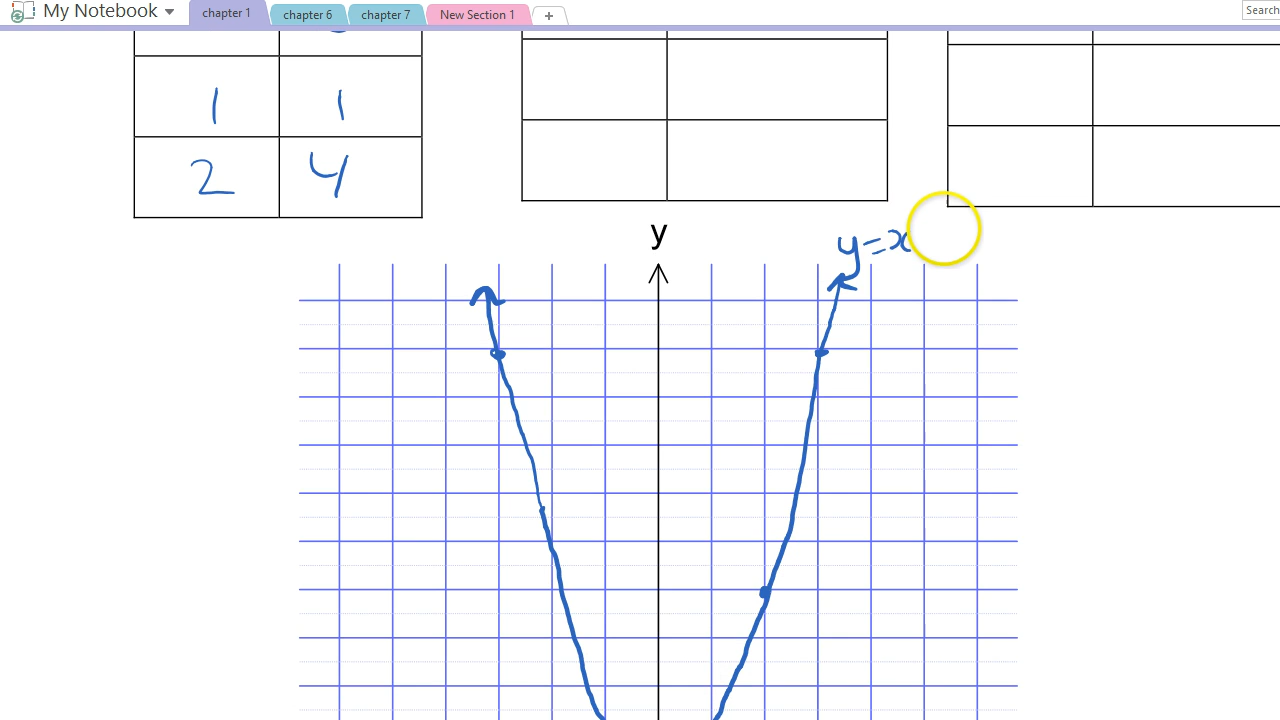 My Notebook chapter 1 chapter 6 chapter 7 New Section 1 + Search
1 1
2 4
y
y=x